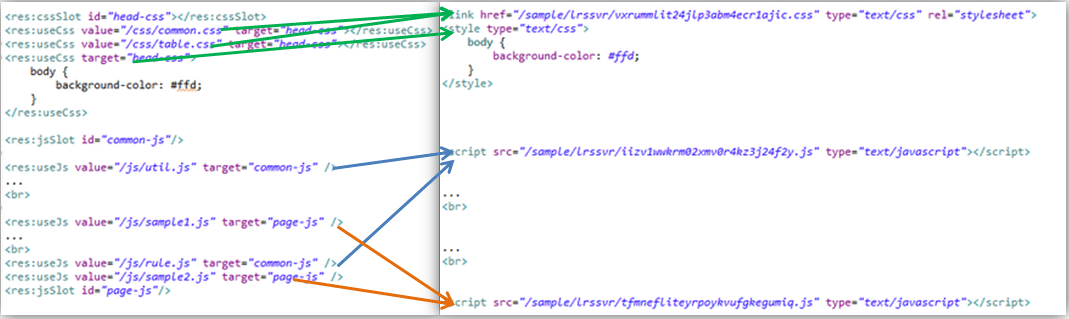 <res:cssSlot id="head-css"></res:cssSlot>
<res:useCss value="/css/common.css" target="head-css"></res:useCss>
<res:useCss value="/css/table.css" target="head-css"></res:useCss>
<res:useCss target="head-css">
body {
background-color: #ffd;
}
</res:useCss>
<res:jsSlot id="common-js"/>
<res:useJs value="/js/util.js" target="common-js" />
...
<br>
<res:useJs value="/js/sample1.js" target="page-js" />
...
<br>
<res:useJs value="/js/rule.js" target="common-js" />
<res:useJs value="/js/sample2.js" target="page-js" />
<res:jsSlot id="page-js"/>
<link href="/sample/lrssvr/vxrummlit24jlp3abm4ecr1ajic.css" type="text/css" rel="stylesheet">
<style type="text/css">
body {
background-color: #ffd;
}
</style>
<script src="/sample/lrssvr/iizv1wwkrm02xmv0r4kz3j24f2y.js" type="text/javascript"></script>
...
<br>
...
<br>
<script src="/sample/lrssvr/tfmnefliteyrpoykvufgkegumiq.js" type="text/javascript"></script>